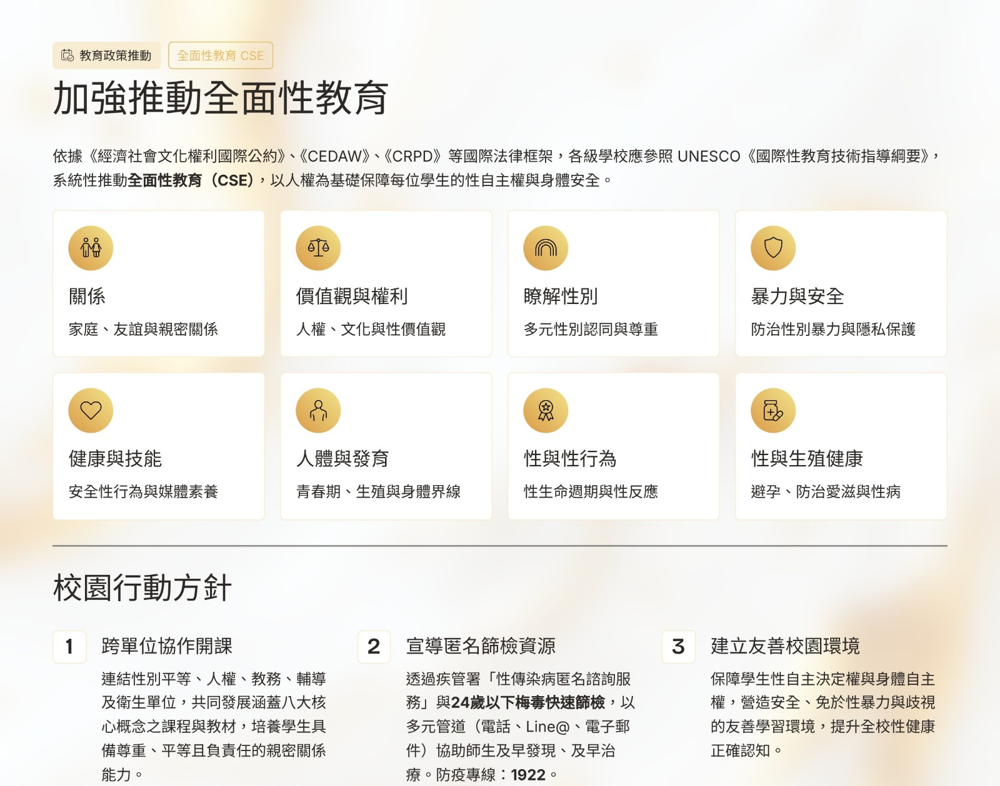 教育政策推動
全面性教育 CSE
加強推動全面性教育
依據《經濟社會文化權利國際公約》、《CEDAW》、《CRPD》等國際法律框架，各級學校應參照 UNESCO《國際性教育技術指導綱要》，
系統性推動全面性教育（CSE），以人權為基礎保障每位學生的性自主權與身體安全。
關係
家庭、友誼與親密關係
價值觀與權利
人權、文化與性價值觀
瞭解性別
多元性別認同與尊重
暴力與安全
防治性別暴力與隱私保護
健康與技能
安全性行為與媒體素養
人體與發育
青春期、生殖與身體界線
性與性行為
性生命週期與性反應
性與生殖健康
避孕、防治愛滋與性病
校園行動方針
1
跨單位協作開課
連結性別平等、人權、教務、輔導
及衛生單位，共同發展涵蓋八大核
心概念之課程與教材，培養學生具
備尊重、平等且負責任的親密關係
能力。
2
宣導匿名篩檢資源
透過疾管署「性傳染病匿名諮詢服
務」與24歲以下梅毒快速篩檢，以
多元管道（電話、Line@、電子郵
件）協助師生及早發現、及早治
療。防疫專線：1922。
3
建立友善校園環境
保障學生性自主決定權與身體自主
權，營造安全、免於性暴力與歧視
的友善學習環境，提升全校性健康
正確認知。